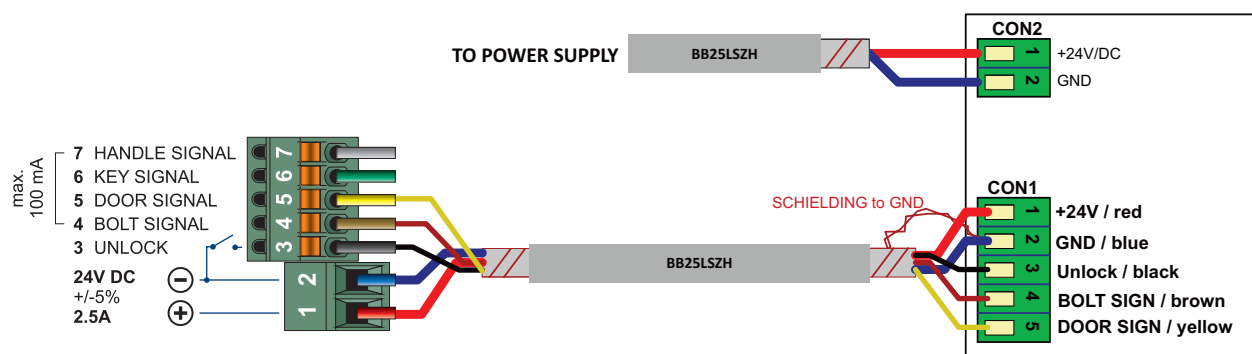 CON2
TO POWER SUPPLY
BB25LSZH
1 +24V/DC
2 GND
max. 100 mA
7 HANDLE SIGNAL 7
6 KEY SIGNAL 6
5 DOOR SIGNAL 5
4 BOLT SIGNAL 4
3 UNLOCK 3
24V DC
+/-5%
2.5A
2
1
BB25LSZH
SCHIELDING to GND
CON1
1 +24V / red
2 GND / blue
3 Unlock / black
4 BOLT SIGN / brown
5 DOOR SIGN / yellow